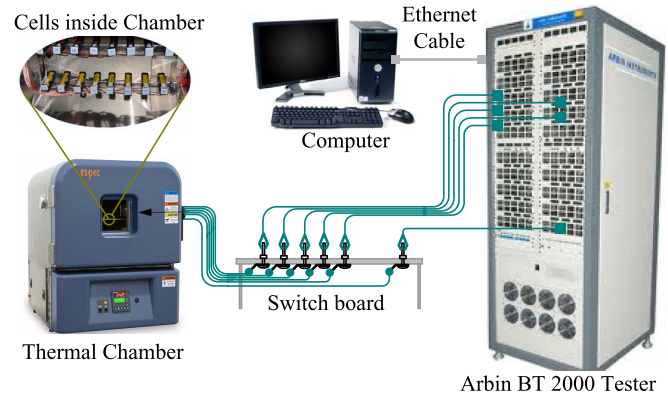 Cells inside Chamber
Ethernet
Cable
ARBIN INSTRUMENTS
Computer
espec
Switch board
Thermal Chamber
Arbin BT 2000 Tester